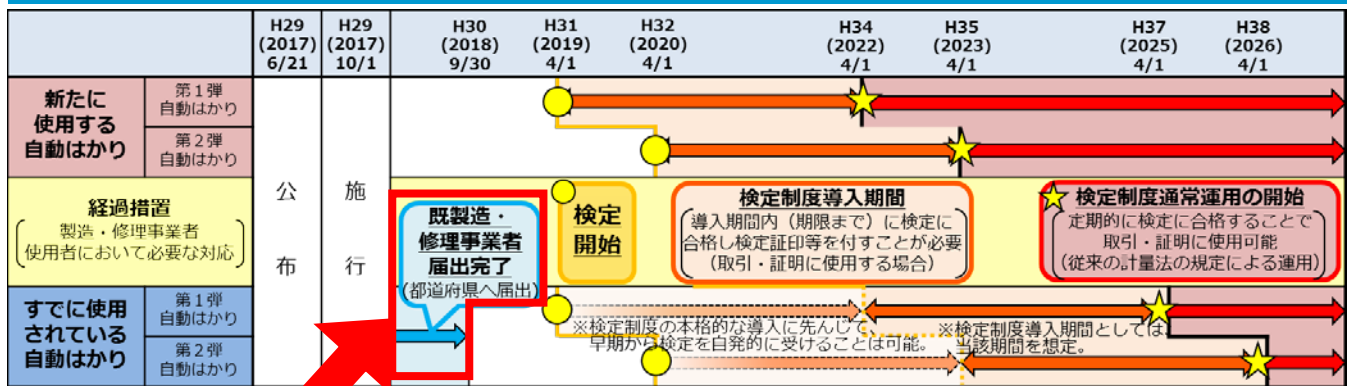 H29
(2017)
6/21
H29
(2017)
10/1
H30
(2018)
9/30
H31
(2019)
4/1
H32
(2020)
4/1
H34
(2022)
4/1
H35
(2023)
4/1
H37
(2025)
4/1
H38
(2026)
4/1
新たに
使用する
自動はかり
第1弾
自動はかり
第2弾
自動はかり
経過措置
製造・修理事業者
使用者において必要な対応
公布
施行
既製造・
修理事業者
届出完了
(都道府県へ届出)
検定
開始
検定制度導入期間
導入期間内(期限まで)に検定に
合格し検定証印等を付すことが必要
(取引・証明に使用する場合)
検定制度通常運用の開始
定期的に検定に合格することで
取引・証明に使用可能
(従来の計量法の規定による運用)
すでに使用
されている
自動はかり
第1弾
自動はかり
第2弾
自動はかり
※検定制度の本格的な導入に先んじて、
早期から検定を自発的に受けることは可能。
※検定制度導入期間としては、
当該期間を想定。